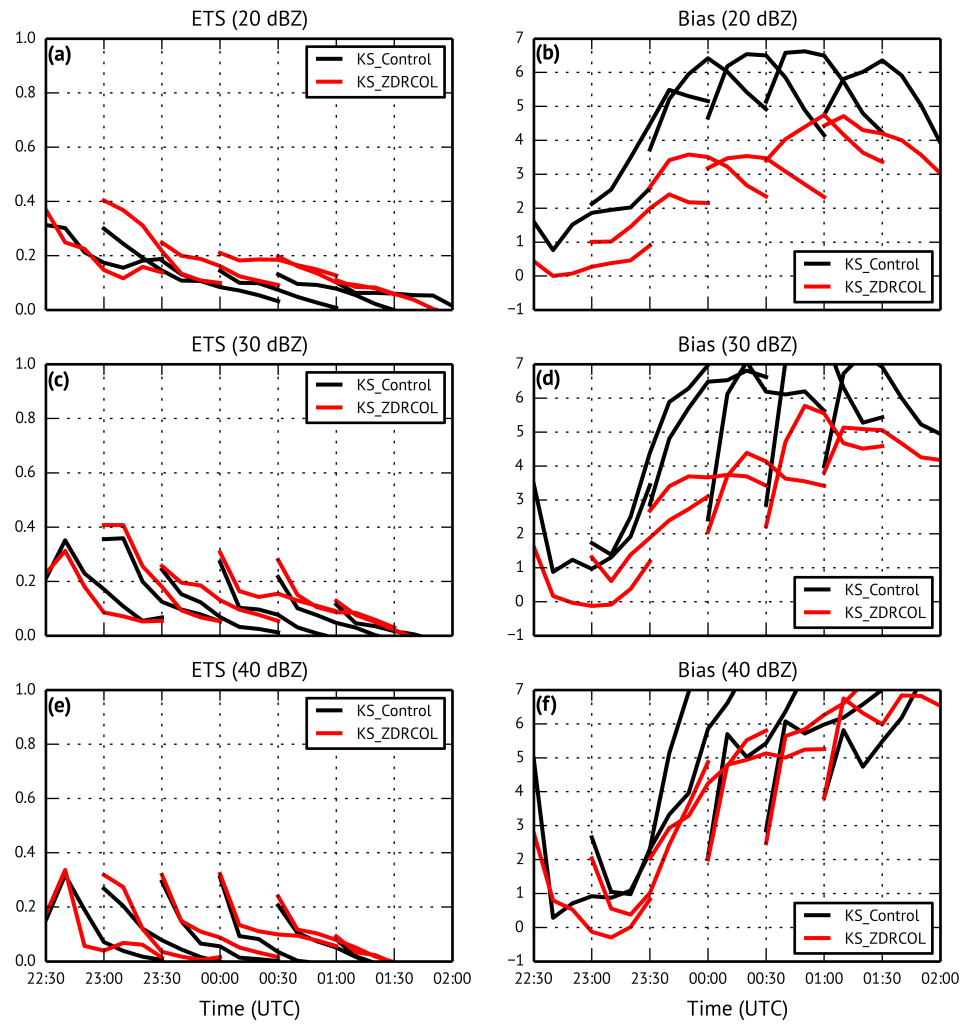 ETS (20 dBZ)
1.0
0.8
0.6
0.4
0.2
0.0
(a)
KS_Control
KS_ZDRCOL
Bias (20 dBZ)
7
6
5
4
3
2
1
0
−1
(b)
KS_Control
KS_ZDRCOL
ETS (30 dBZ)
1.0
0.8
0.6
0.4
0.2
0.0
(c)
KS_Control
KS_ZDRCOL
Bias (30 dBZ)
7
6
5
4
3
2
1
0
−1
(d)
KS_Control
KS_ZDRCOL
ETS (40 dBZ)
1.0
0.8
0.6
0.4
0.2
0.0
(e)
KS_Control
KS_ZDRCOL
22:30 23:00 23:30 00:00 00:30 01:00 01:30 02:00
Time (UTC)
Bias (40 dBZ)
7
6
5
4
3
2
1
0
−1
(f)
KS_Control
KS_ZDRCOL
23:00 23:30 00:00 00:30 01:00 01:30 02:00
Time (UTC)